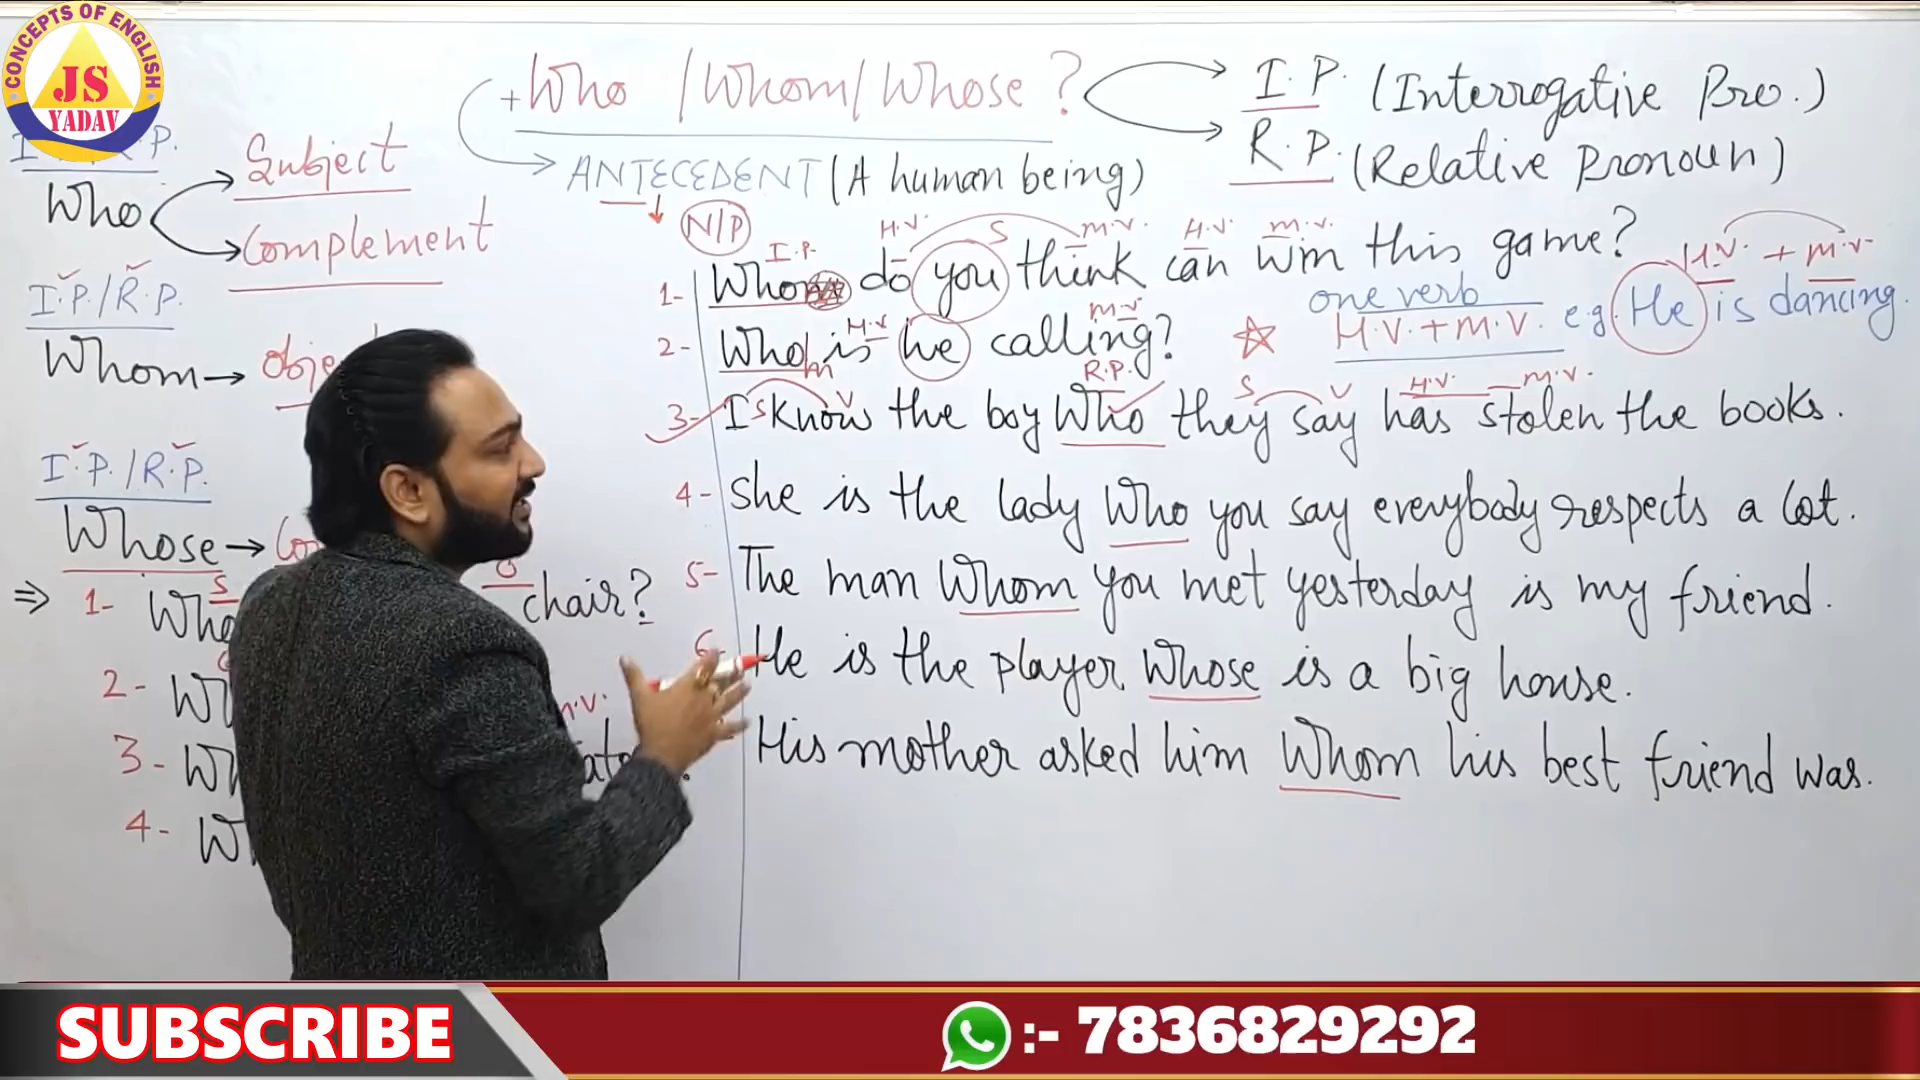 CONCEPTS OF ENGLISH
JS
YADAV
+ Who / Whom / Whose ?
I. P. (Interrogative Pro.)
R. P. (Relative Pronoun)
ANTECEDENT (A human being)
N/P
P.
Who
Subject
Complement
I.P. / R.P.
Whom →
I.P. / R.P.
Whose →
⇒ 1- S O chair?
2-
3- M.V.
4-
I.P. H.V. S M.V. H.V. M.V.
1- Who do you think can win this game?
H.V. + M.V.
one verb
H.V. + M.V. e.g. He is dancing.
H.V. M.V.
2- Whom is he calling?
R.P. S V H.V. M.V.
S V
3- I know the boy Who they say has stolen the books.
4- She is the lady Who you say everybody respects a lot.
5- The man Whom you met yesterday is my friend.
6- He is the player Whose is a big house.
His mother asked him Whom his best friend was.
SUBSCRIBE
:- 7836829292